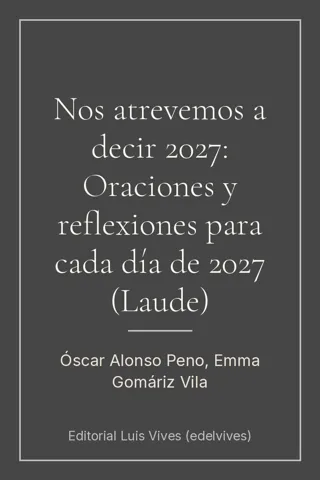 Nos atrevemos a
decir 2027:
Oraciones y
reflexiones para
cada día de 2027
(Laude)
Óscar Alonso Peno, Emma
Gomáriz Vila
Editorial Luis Vives (edelvives)